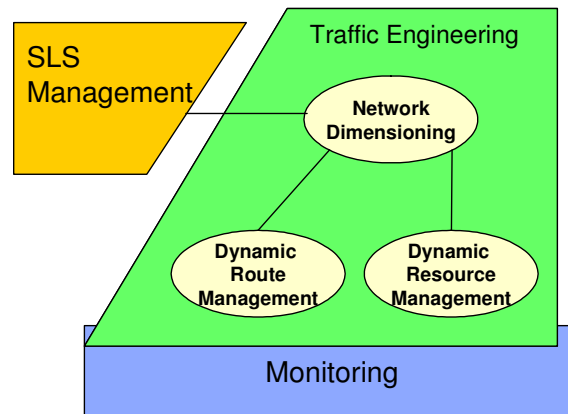 SLS
Management
Traffic Engineering
Network
Dimensioning
Dynamic
Route
Management
Dynamic
Resource
Management
Monitoring